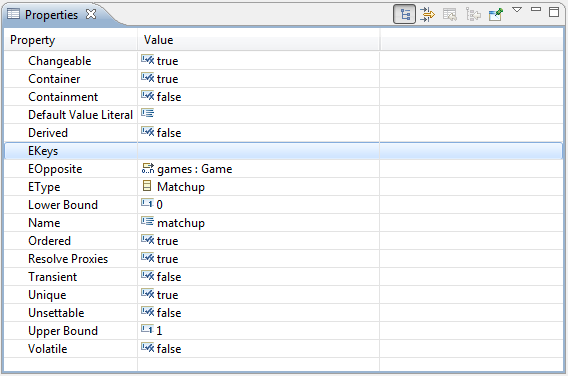 Properties
Property Value
Changeable true
Container true
Containment false
Default Value Literal
Derived false
EKeys
EOpposite games : Game
EType Matchup
Lower Bound 0
Name matchup
Ordered true
Resolve Proxies true
Transient false
Unique true
Unsettable false
Upper Bound 1
Volatile false